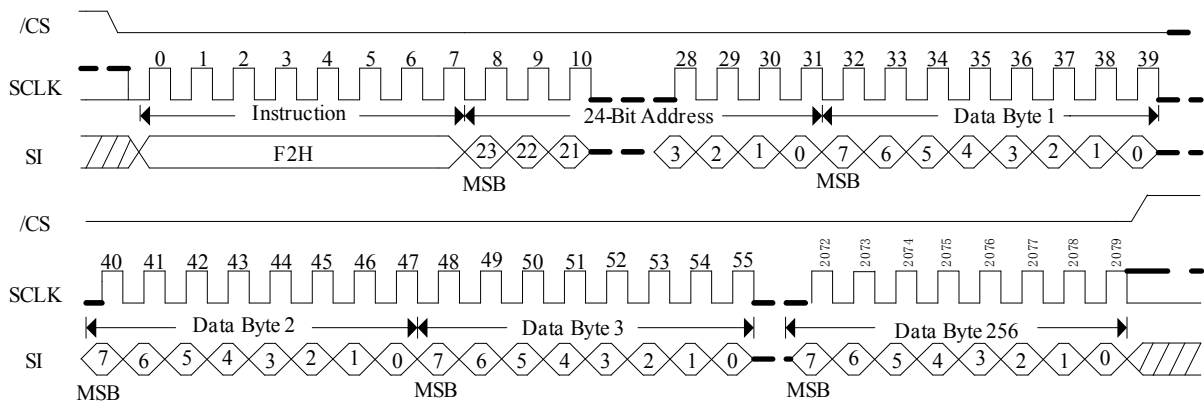 /CS
0 1 2 3 4 5 6 7 8 9 10 28 29 30 31 32 33 34 35 36 37 38 39
SCLK
Instruction 24-Bit Address Data Byte 1
SI F2H 23 22 21 3 2 1 0 7 6 5 4 3 2 1 0
MSB MSB
/CS
40 41 42 43 44 45 46 47 48 49 50 51 52 53 54 55 2072 2073 2074 2075 2076 2077 2078 2079
SCLK
Data Byte 2 Data Byte 3 Data Byte 256
SI 7 6 5 4 3 2 1 0 7 6 5 4 3 2 1 0 7 6 5 4 3 2 1 0
MSB MSB MSB